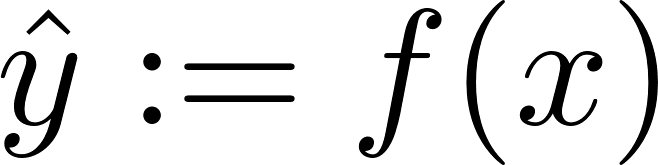 ŷ := f(x)